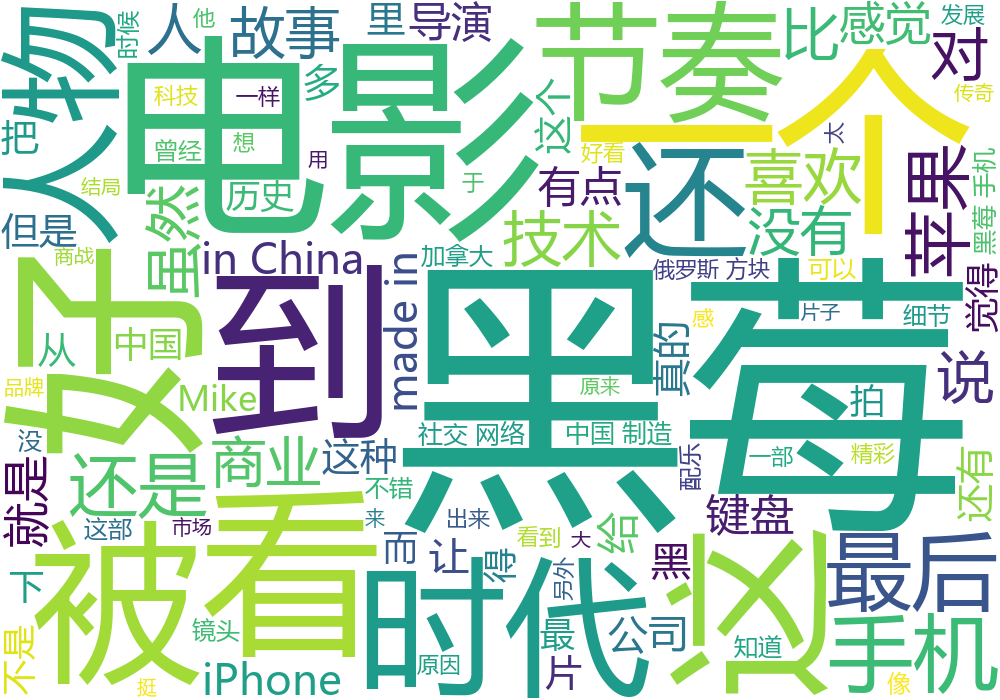 人物
时候
人
他
故事
里
导演
节奏
比
感觉
发展
对
传奇
电影
多
科技
一样
曾经
想
用
把
一个
这个
好看
太
还
喜欢
苹果
黑莓 手机
结局
历史
于
有点
技术
没有
但是
虽然
in China
加拿大
俄罗斯 方块
可以
觉得
商战
好
到
made in
黑莓
真的
感
片子
细节
从
中国
品牌
Mike
原来
说
拍
社交 网络
中国 制造
没
还是
商业
这种
配乐
一部
精彩
还有
就是
不错
键盘
这部
市场
来
出来
看到
大
给
被
看
而
让
得
黑
最后
时代
另外
这
下
镜头
最
公司
知道
手机
不是
挺
iPhone
原因
片
像